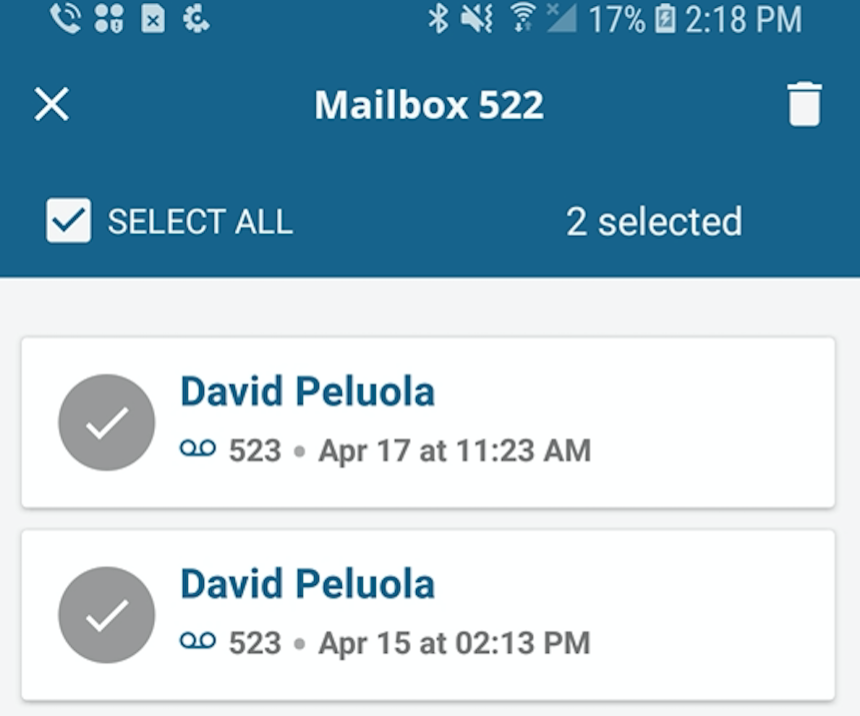 17% 2:18 PM
Mailbox 522
SELECT ALL 2 selected
David Peluola
523 • Apr 17 at 11:23 AM
David Peluola
523 • Apr 15 at 02:13 PM